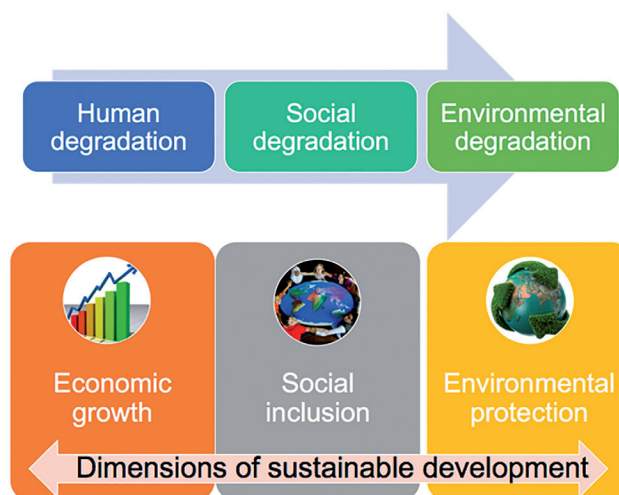 Human
degradation
Social
degradation
Environmental
degradation
Economic
growth
Social
inclusion
Environmental
protection
Dimensions of sustainable development